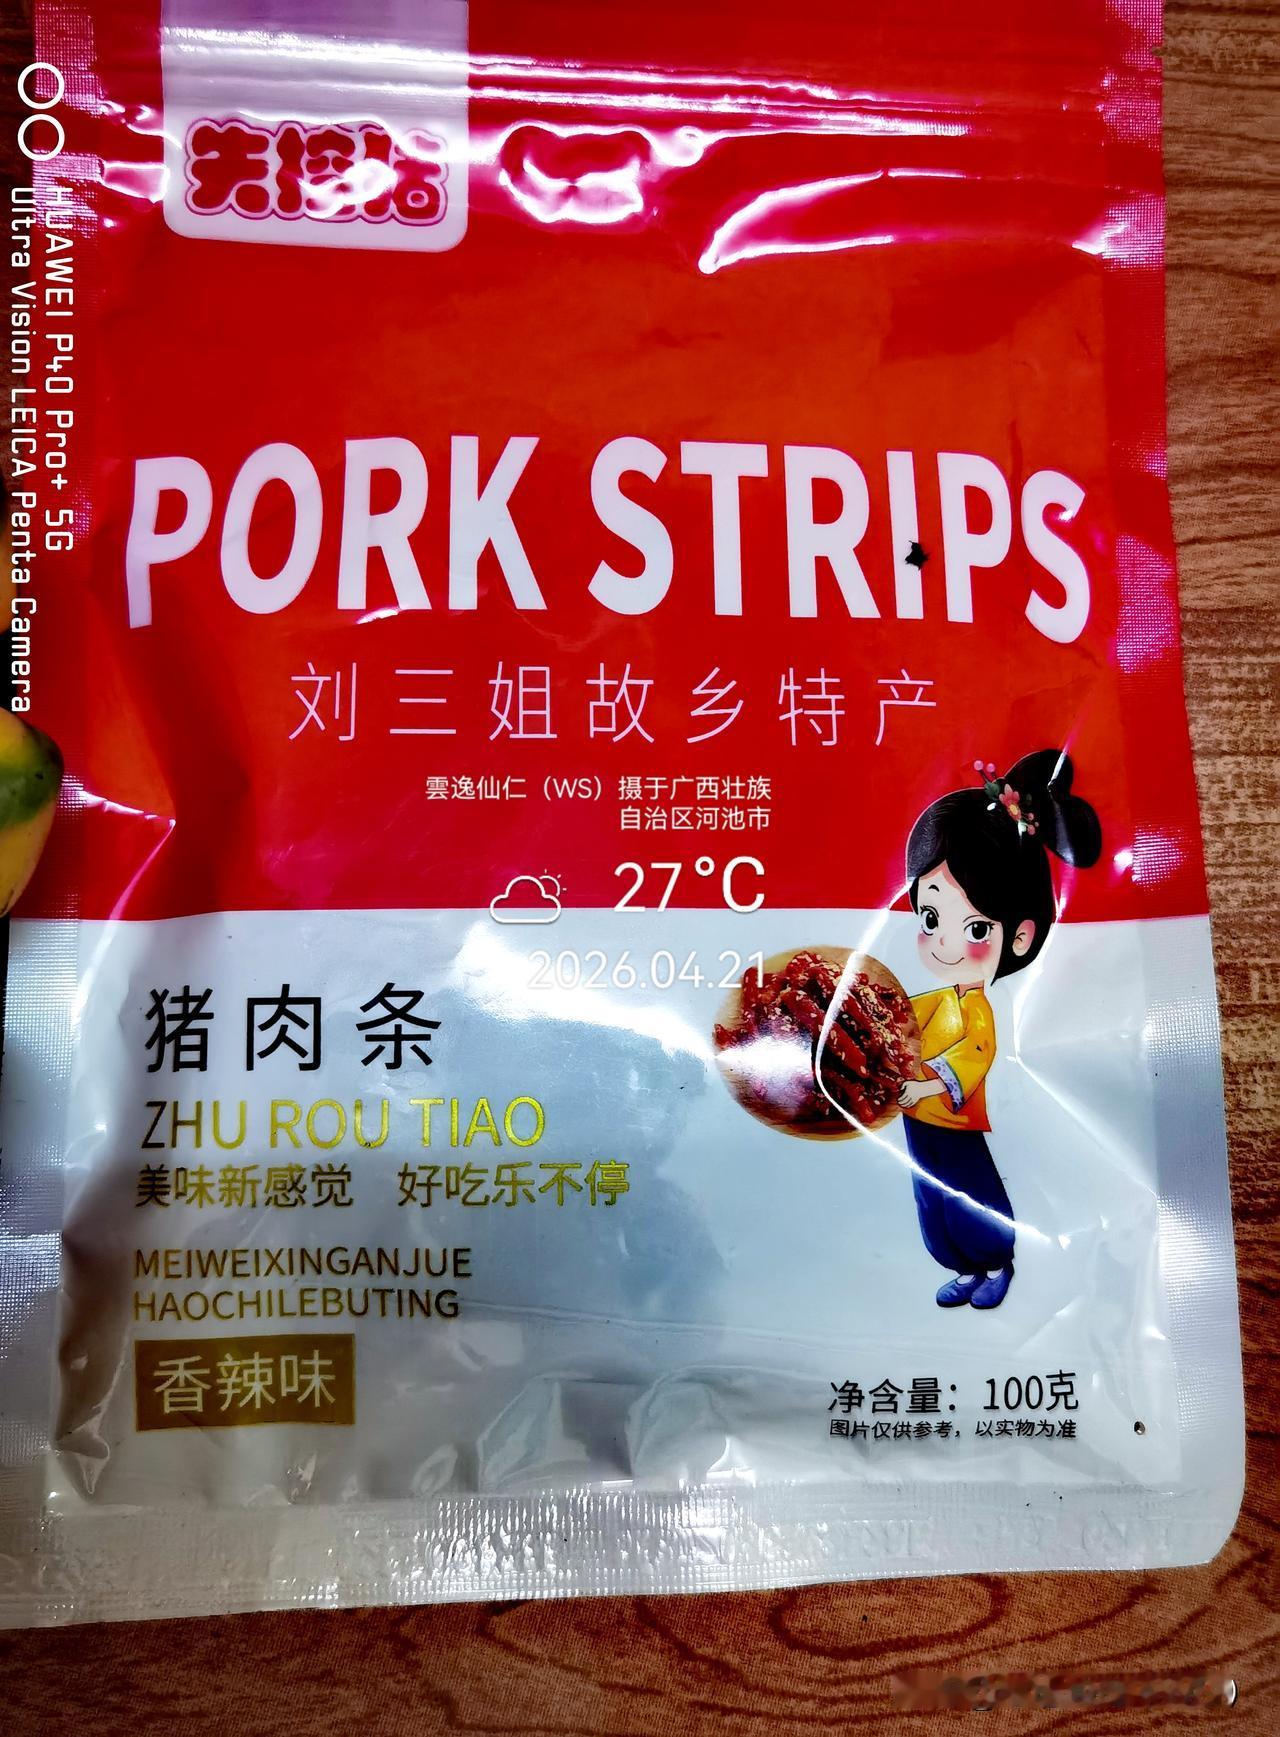 HUAWEI P40 Pro+ 5G
Ultra Vision LEICA Penta Camera
PORK STRIPS
刘三姐故乡特产
雲逸仙仁（WS）摄于广西壮族
自治区河池市
27°C
2026.04.21
猪肉条
ZHU ROU TIAO
美味新感觉 好吃乐不停
MEIWEIXINGANJUE
HAOCHILEBUTING
香辣味
净含量：100克
图片仅供参考，以实物为准